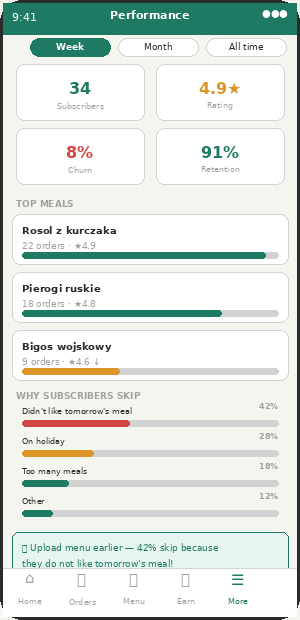 9:41 Performance
Week Month All time
34 4.9★
Subscribers Rating
8% 91%
Churn Retention
TOP MEALS
Rosol z kurczaka
22 orders · ★4.9
Pierogi ruskie
18 orders · ★4.8
Bigos wojskowy
9 orders · ★4.6 ↓
WHY SUBSCRIBERS SKIP
Didn't like tomorrow's meal 42%
On holiday 28%
Too many meals 18%
Other 12%
Upload menu earlier — 42% skip because
they do not like tomorrow's meal!
Home Orders Menu Earn More